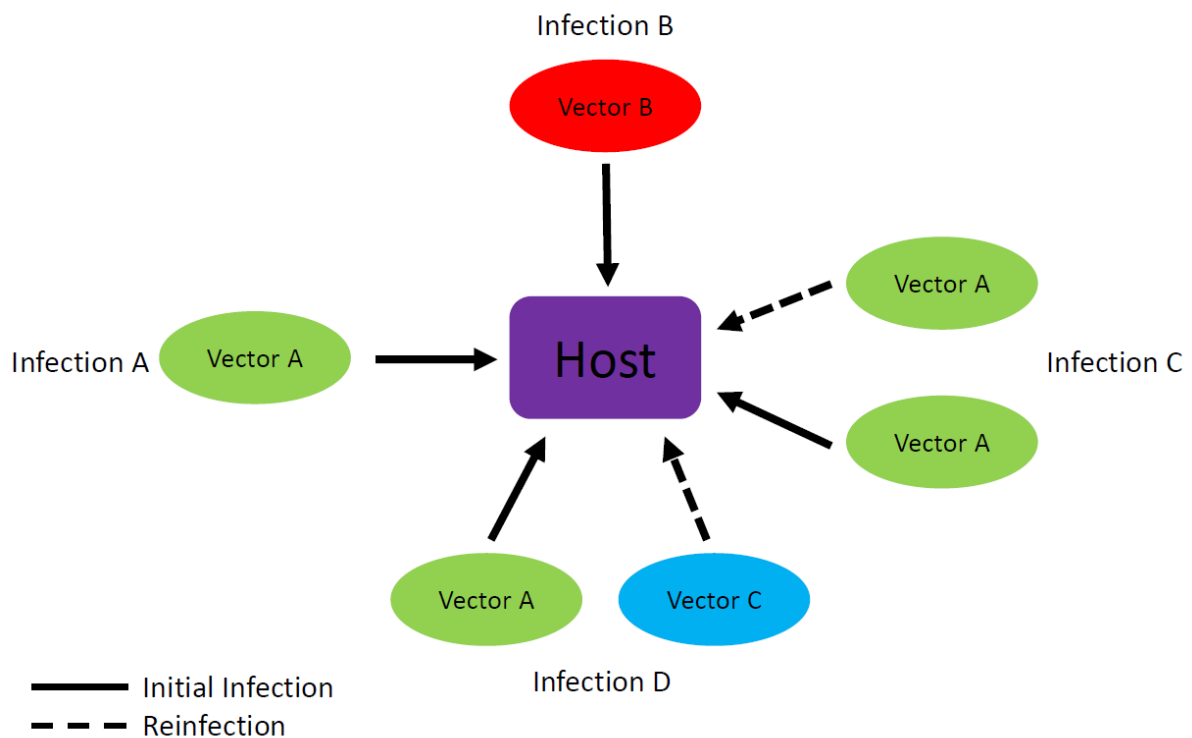 Infection B
Vector B
Vector A
Infection A
Vector A
Host
Infection C
Vector A
Vector A
Vector C
Infection D
Initial Infection
Reinfection